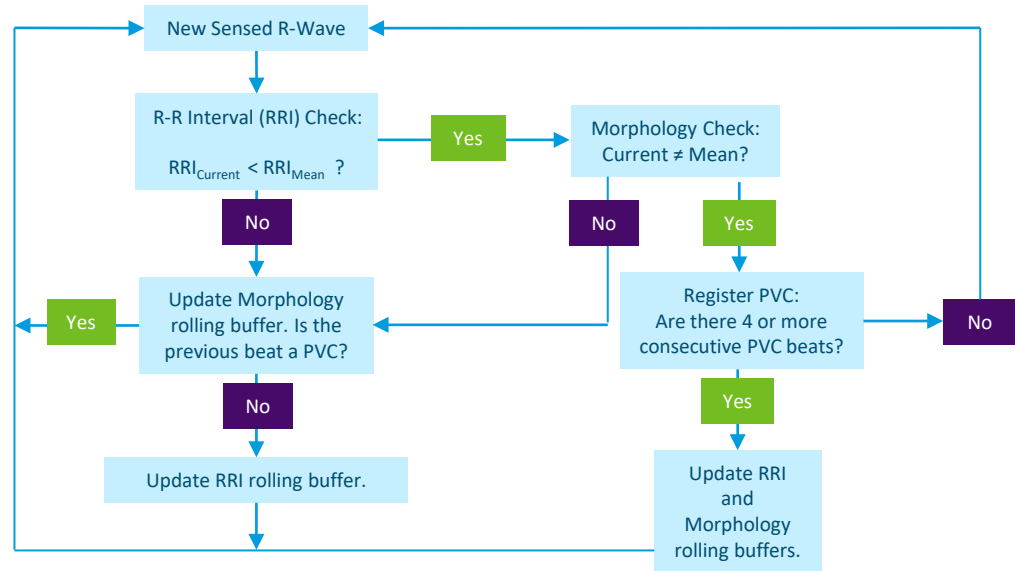 New Sensed R-Wave
R-R Interval (RRI) Check:
RRI_Current < RRI_Mean ?
Yes
Morphology Check:
Current ≠ Mean?
No
No
Yes
Update Morphology
rolling buffer. Is the
previous beat a PVC?
Yes
Register PVC:
Are there 4 or more
consecutive PVC beats?
No
No
Yes
Update RRI rolling buffer.
Update RRI
and
Morphology
rolling buffers.